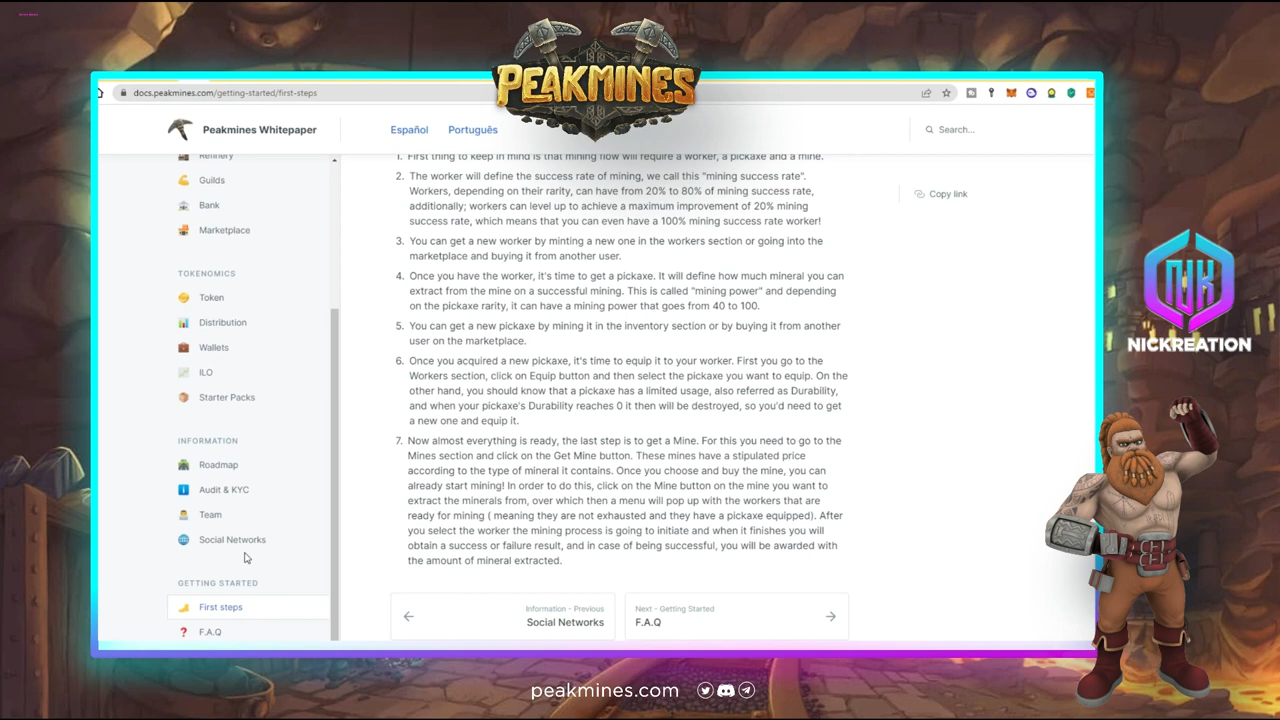 PEAKMINES
docs.peakmines.com/getting-started/first-steps
Peakmines Whitepaper
Español
Português
Search...
Refinery
Guilds
Bank
Marketplace
TOKENOMICS
Token
Distribution
Wallets
ILO
Starter Packs
INFORMATION
Roadmap
Audit & KYC
Team
Social Networks
GETTING STARTED
First steps
F.A.Q
1. First thing to keep in mind is that mining flow will require a worker, a pickaxe and a mine.
2. The worker will define the success rate of mining, we call this "mining success rate".
Workers, depending on their rarity, can have from 20% to 80% of mining success rate,
additionally; workers can level up to achieve a maximum improvement of 20% mining
success rate, which means that you can even have a 100% mining success rate worker!
3. You can get a new worker by minting a new one in the workers section or going into the
marketplace and buying it from another user.
4. Once you have the worker, it's time to get a pickaxe. It will define how much mineral you can
extract from the mine on a successful mining. This is called "mining power" and depending
on the pickaxe rarity, it can have a mining power that goes from 40 to 100.
5. You can get a new pickaxe by mining it in the inventory section or by buying it from another
user on the marketplace.
6. Once you acquired a new pickaxe, it's time to equip it to your worker. First you go to the
Workers section, click on Equip button and then select the pickaxe you want to equip. On the
other hand, you should know that a pickaxe has a limited usage, also referred as Durability,
and when your pickaxe's Durability reaches 0 it then will be destroyed, so you'd need to get
a new one and equip it.
7. Now almost everything is ready, the last step is to get a Mine. For this you need to go to the
Mines section and click on the Get Mine button. These mines have a stipulated price
according to the type of mineral it contains. Once you choose and buy the mine, you can
already start mining! In order to do this, click on the Mine button on the mine you want to
extract the minerals from, over which then a menu will pop up with the workers that are
ready for mining ( meaning they are not exhausted and they have a pickaxe equipped). After
you select the worker the mining process is going to initiate and when it finishes you will
obtain a success or failure result, and in case of being successful, you will be awarded with
the amount of mineral extracted.
Copy link
Information - Previous
Social Networks
Next - Getting Started
F.A.Q
NICKREATION
peakmines.com